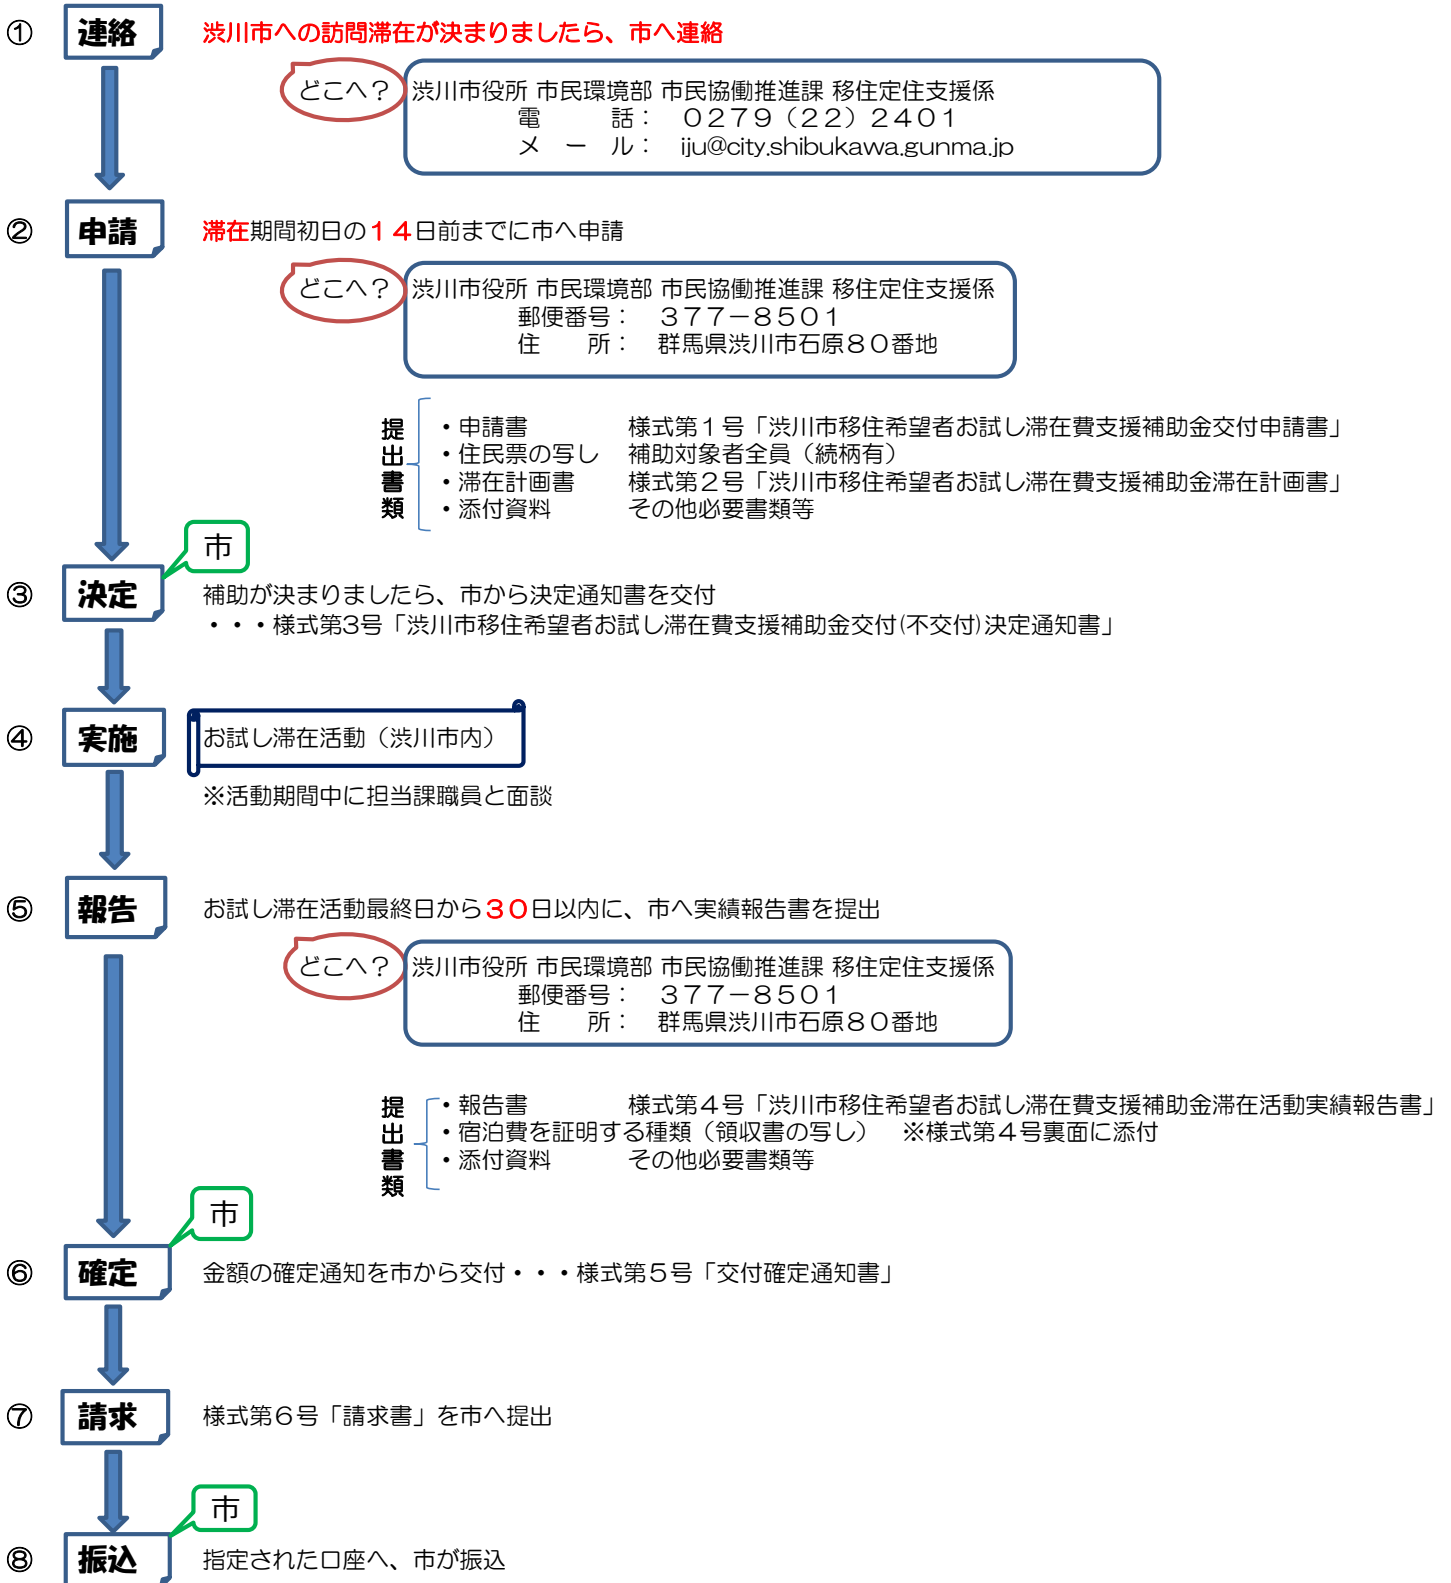 ① 連絡 渋川市への訪問滞在が決まりましたら、市へ連絡
どこへ？ 渋川市役所 市民環境部 市民協働推進課 移住定住支援係
電　　　話： ０２７９（２２）２４０１
メ　ー　ル： iju@city.shibukawa.gunma.jp
② 申請 滞在期間初日の１４日前までに市へ申請
どこへ？ 渋川市役所 市民環境部 市民協働推進課 移住定住支援係
郵便番号： ３７７－８５０１
住　　所： 群馬県渋川市石原８０番地
提出書類
・申請書 様式第１号「渋川市移住希望者お試し滞在費支援補助金交付申請書」
・住民票の写し 補助対象者全員（続柄有）
・滞在計画書 様式第２号「渋川市移住希望者お試し滞在費支援補助金滞在計画書」
・添付資料 その他必要書類等
市
③ 決定 補助が決まりましたら、市から決定通知書を交付
・・・様式第3号「渋川市移住希望者お試し滞在費支援補助金交付(不交付)決定通知書」
④ 実施 お試し滞在活動（渋川市内）
※活動期間中に担当課職員と面談
⑤ 報告 お試し滞在活動最終日から３０日以内に、市へ実績報告書を提出
どこへ？ 渋川市役所 市民環境部 市民協働推進課 移住定住支援係
郵便番号： ３７７－８５０１
住　　所： 群馬県渋川市石原８０番地
提出書類
・報告書 様式第４号「渋川市移住希望者お試し滞在費支援補助金滞在活動実績報告書」
・宿泊費を証明する種類（領収書の写し） ※様式第４号裏面に添付
・添付資料 その他必要書類等
市
⑥ 確定 金額の確定通知を市から交付・・・様式第５号「交付確定通知書」
⑦ 請求 様式第６号「請求書」を市へ提出
市
⑧ 振込 指定された口座へ、市が振込